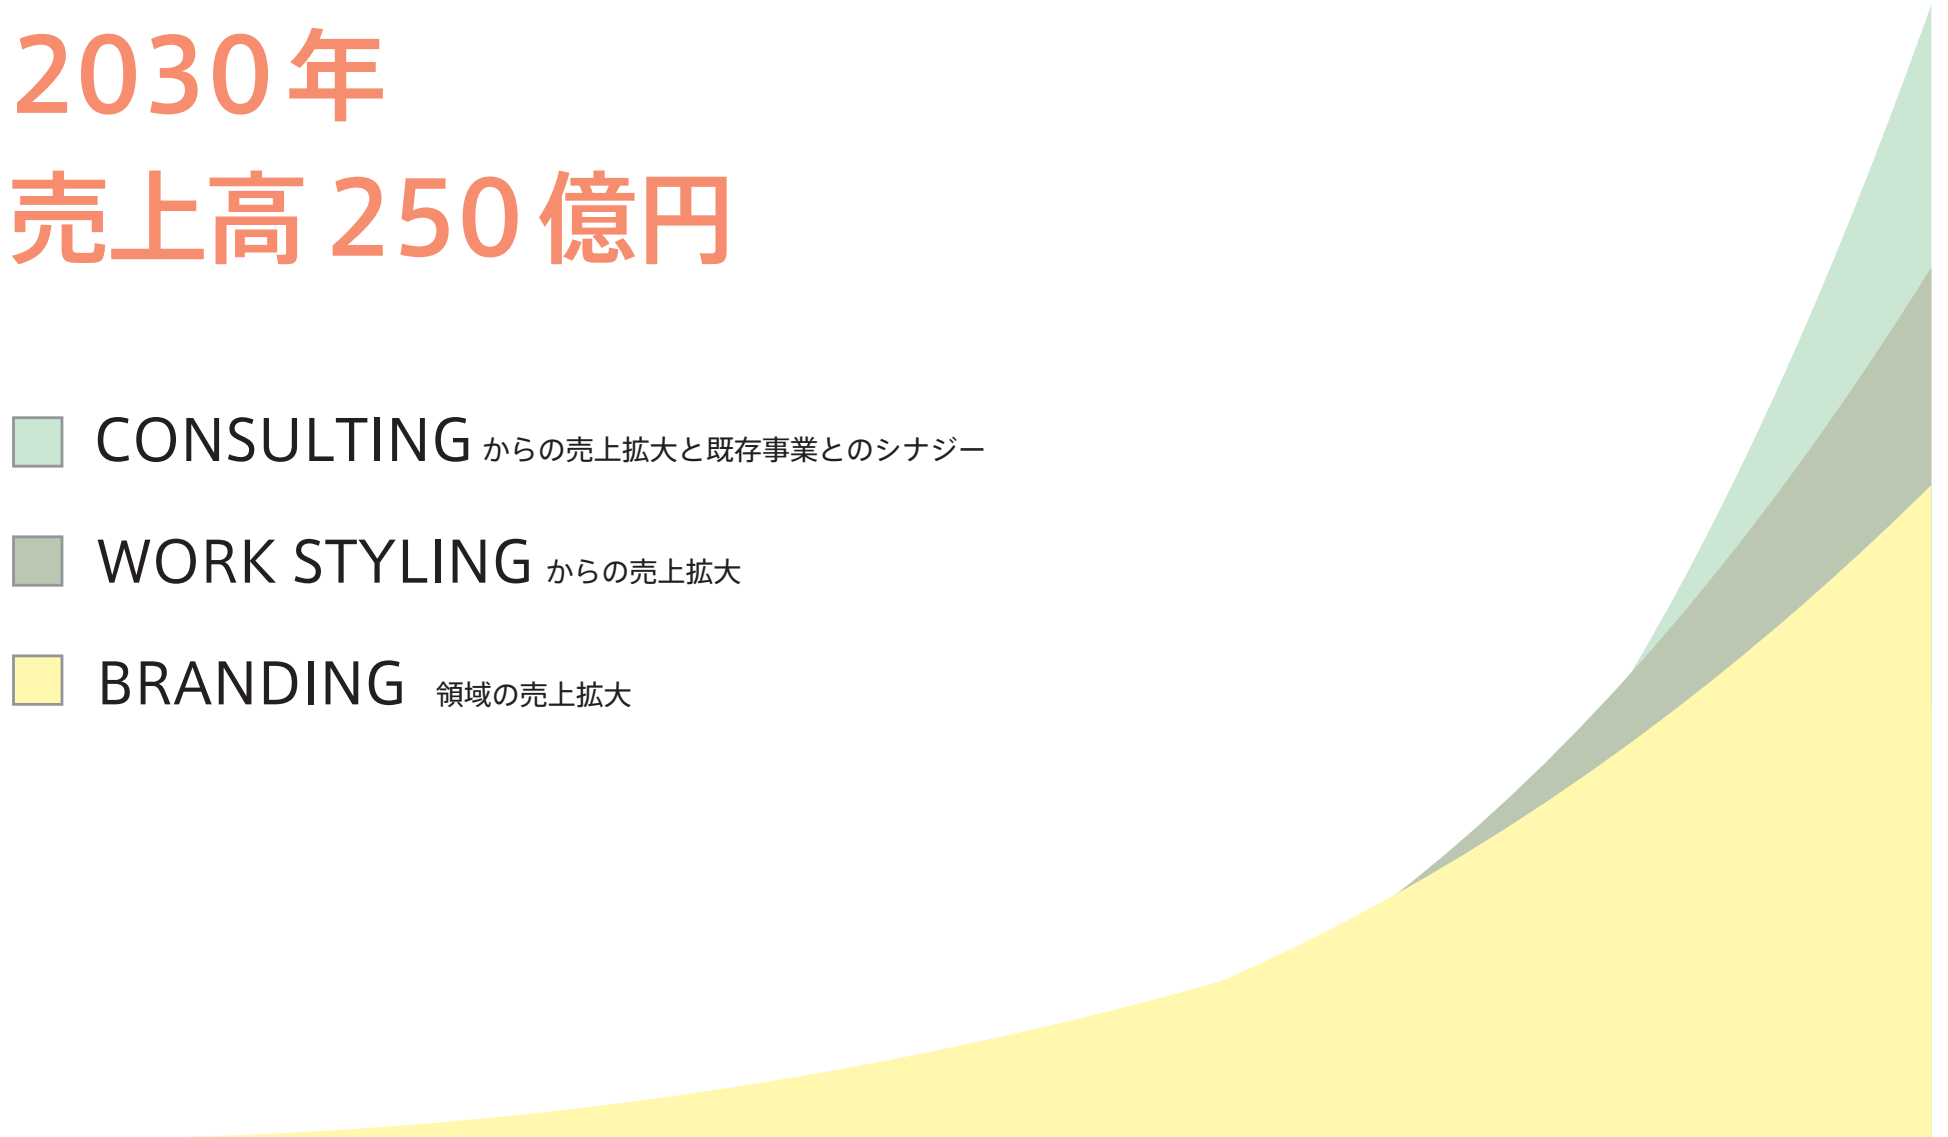 2030年
売上高250億円
CONSULTING からの売上拡大と既存事業とのシナジー
WORK STYLING からの売上拡大
BRANDING 領域の売上拡大